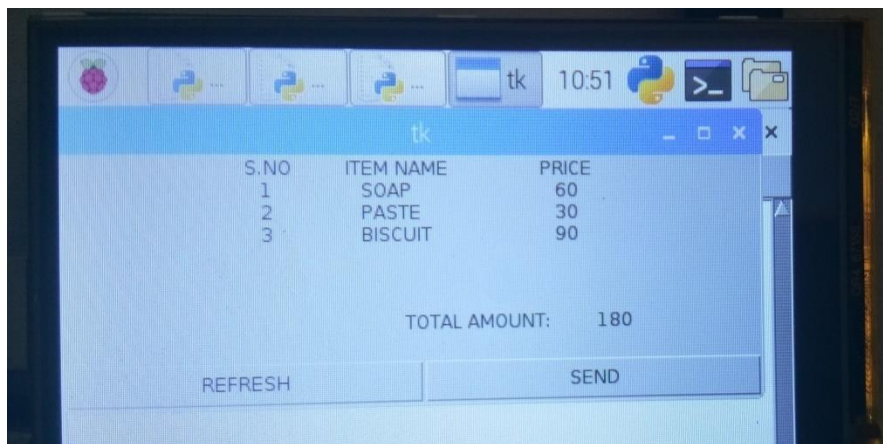 ... ... ... tk 10:51 >_
tk
S.NO ITEM NAME PRICE
1 SOAP 60
2 PASTE 30
3 BISCUIT 90
TOTAL AMOUNT: 180
REFRESH SEND